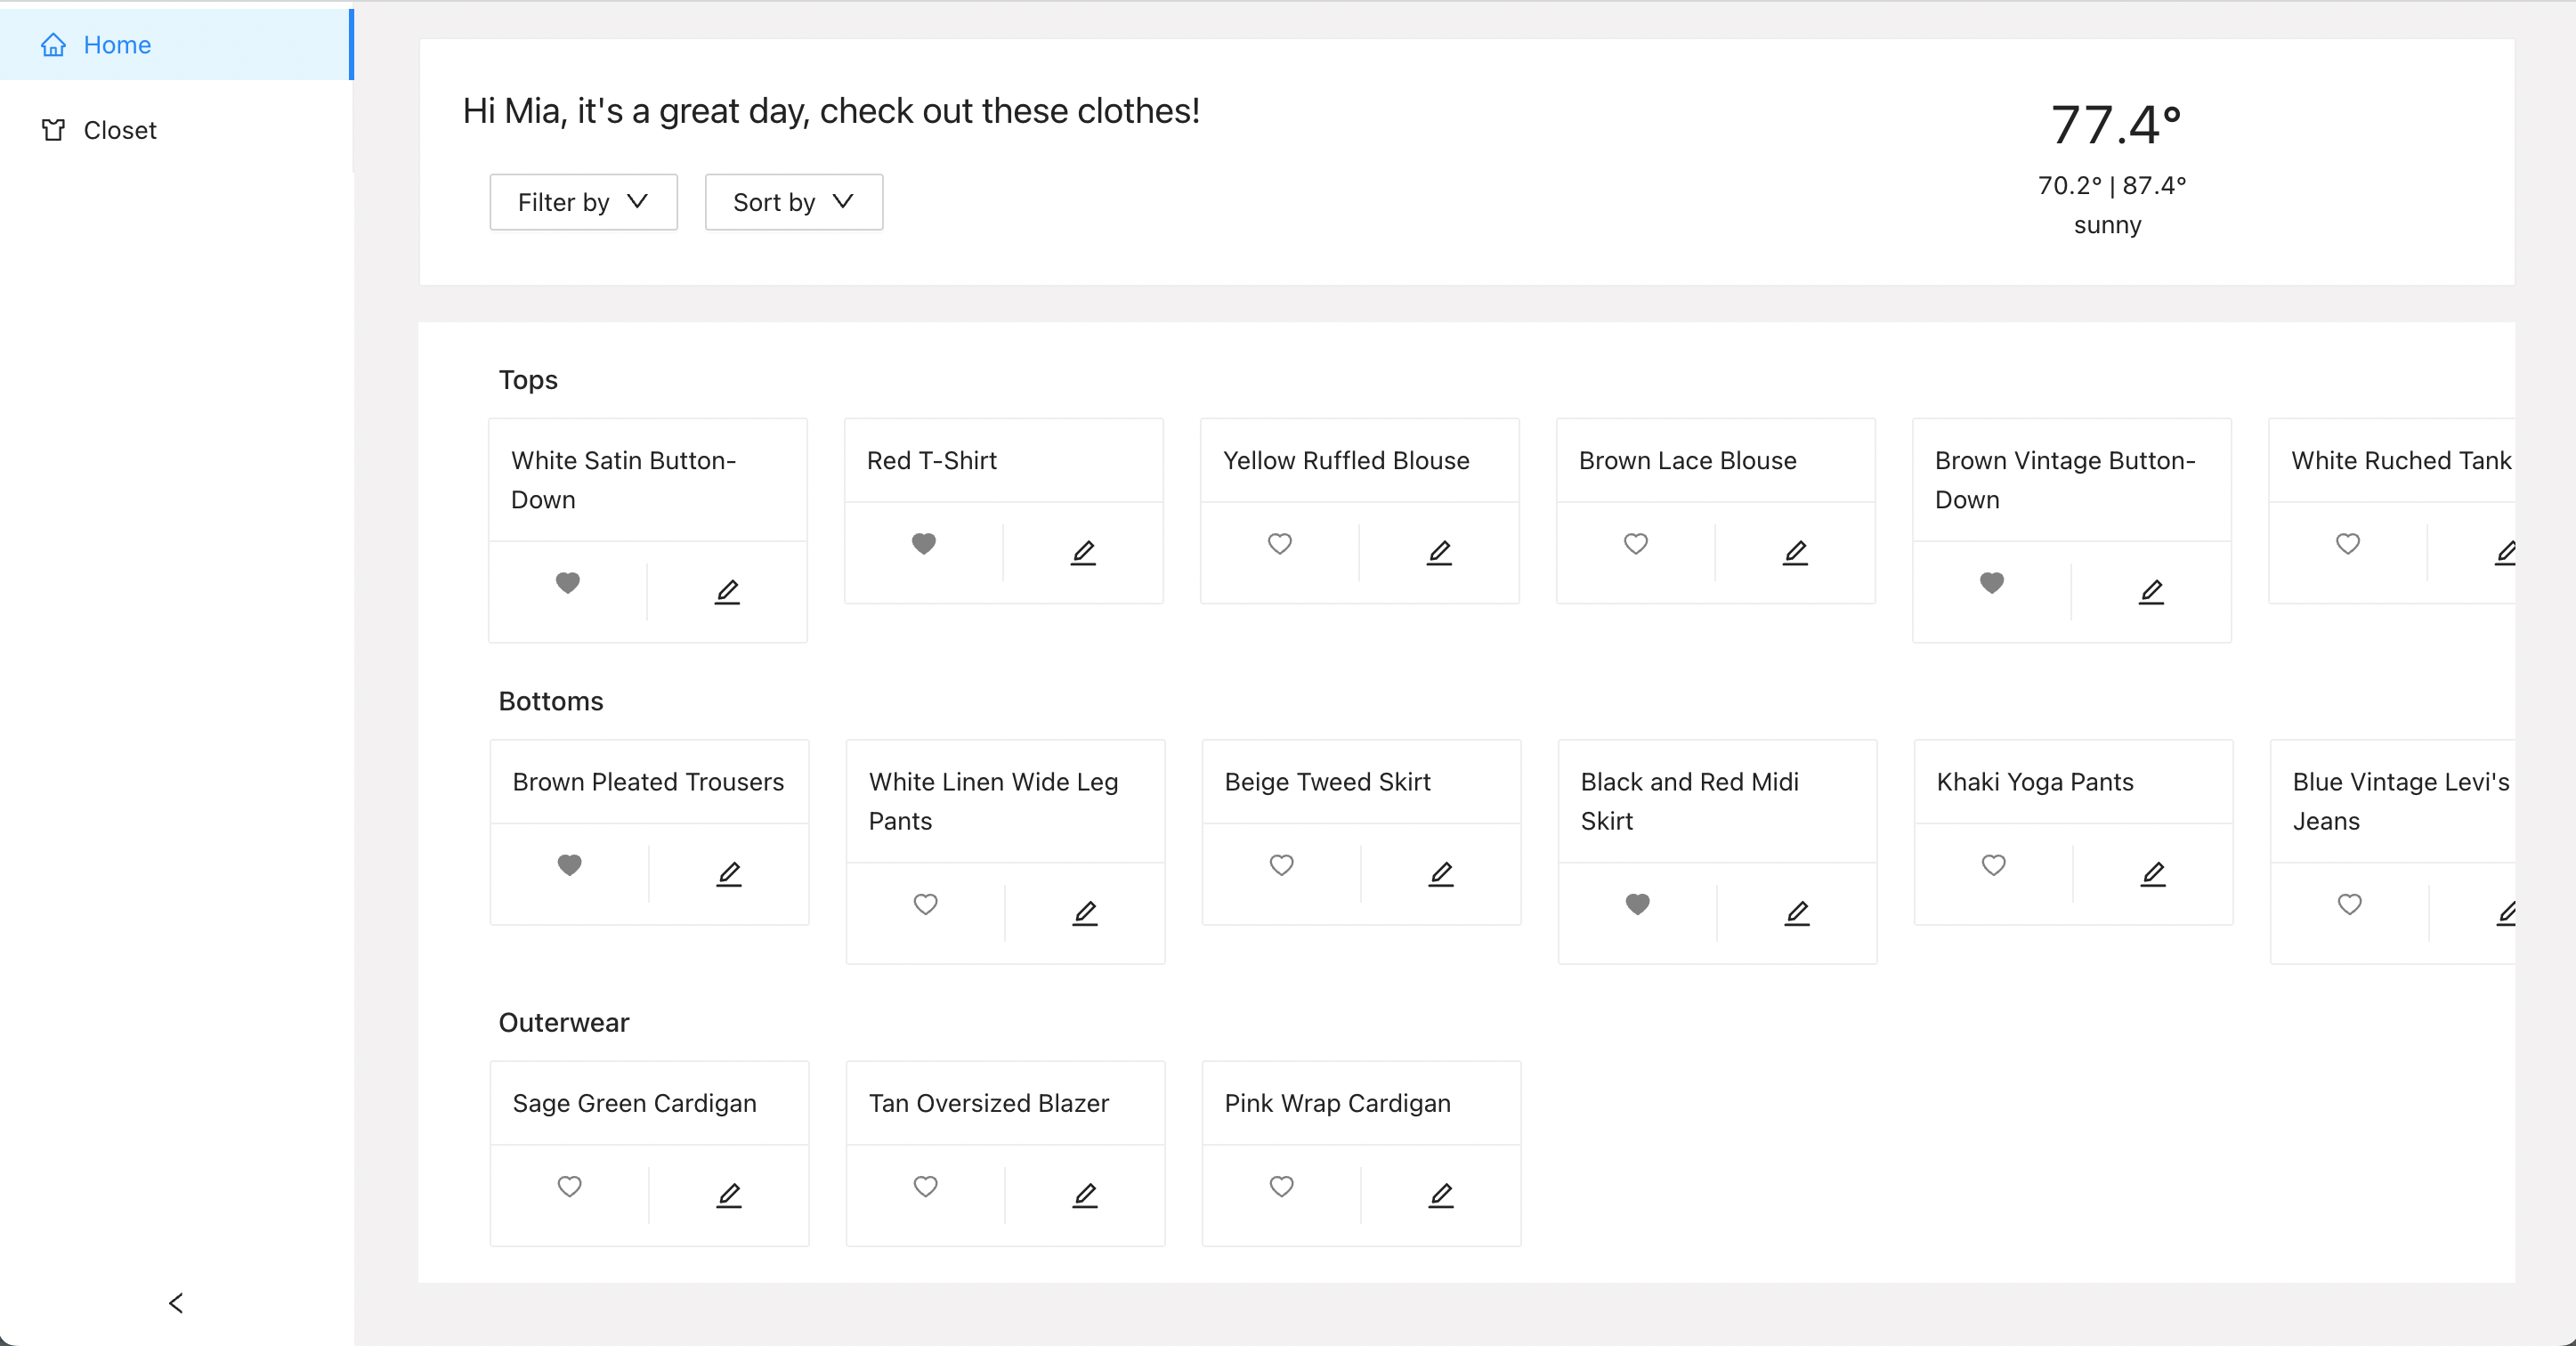 Home
Closet
Hi Mia, it's a great day, check out these clothes!
Filter by
Sort by
77.4°
70.2° | 87.4°
sunny
Tops
White Satin Button-
Down
Red T-Shirt
Yellow Ruffled Blouse
Brown Lace Blouse
Brown Vintage Button-
Down
White Ruched Tank
Bottoms
Brown Pleated Trousers
White Linen Wide Leg
Pants
Beige Tweed Skirt
Black and Red Midi
Skirt
Khaki Yoga Pants
Blue Vintage Levi's
Jeans
Outerwear
Sage Green Cardigan
Tan Oversized Blazer
Pink Wrap Cardigan